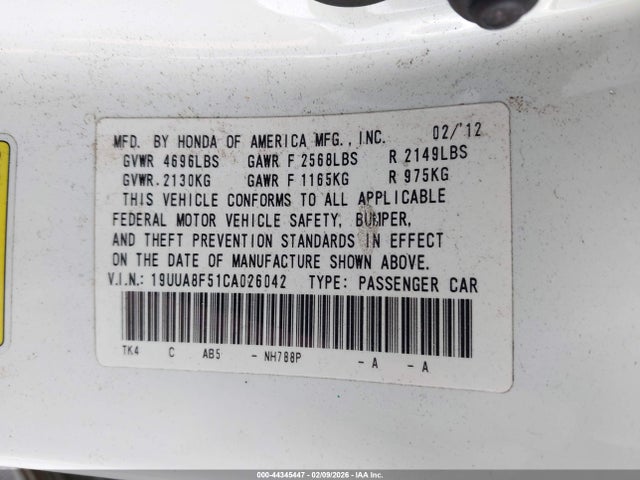 MFD. BY HONDA OF AMERICA MFG., INC. 02/'12
GVWR 4696LBS GAWR F 2568LBS R 2149LBS
GVWR. 2130KG GAWR F 1165KG R 975KG
THIS VEHICLE CONFORMS TO ALL APPLICABLE
FEDERAL MOTOR VEHICLE SAFETY, BUMPER,
AND THEFT PREVENTION STANDARDS IN EFFECT
ON THE DATE OF MANUFACTURE SHOWN ABOVE.
V.I.N.: 19UUA8F51CA026042 TYPE: PASSENGER CAR
TK4 C AB5 - NH788P - A - A
000-44345447 - 02/09/2026 - IAA Inc.